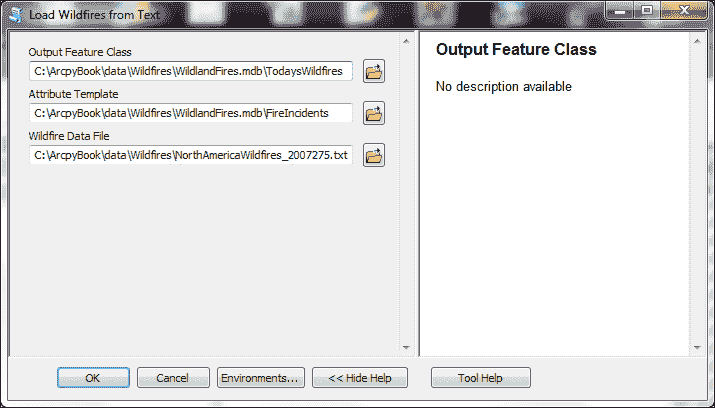 Load Wildfires from Text
Output Feature Class
C:\ArcpyBook\data\Wildfires\WildlandFires.mdb\TodaysWildfires
Attribute Template
C:\ArcpyBook\data\Wildfires\WildlandFires.mdb\FireIncidents
Wildfire Data File
C:\ArcpyBook\data\Wildfires\NorthAmericaWildfires_2007275.txt
Output Feature Class
No description available
OK
Cancel
Environments...
<< Hide Help
Tool Help